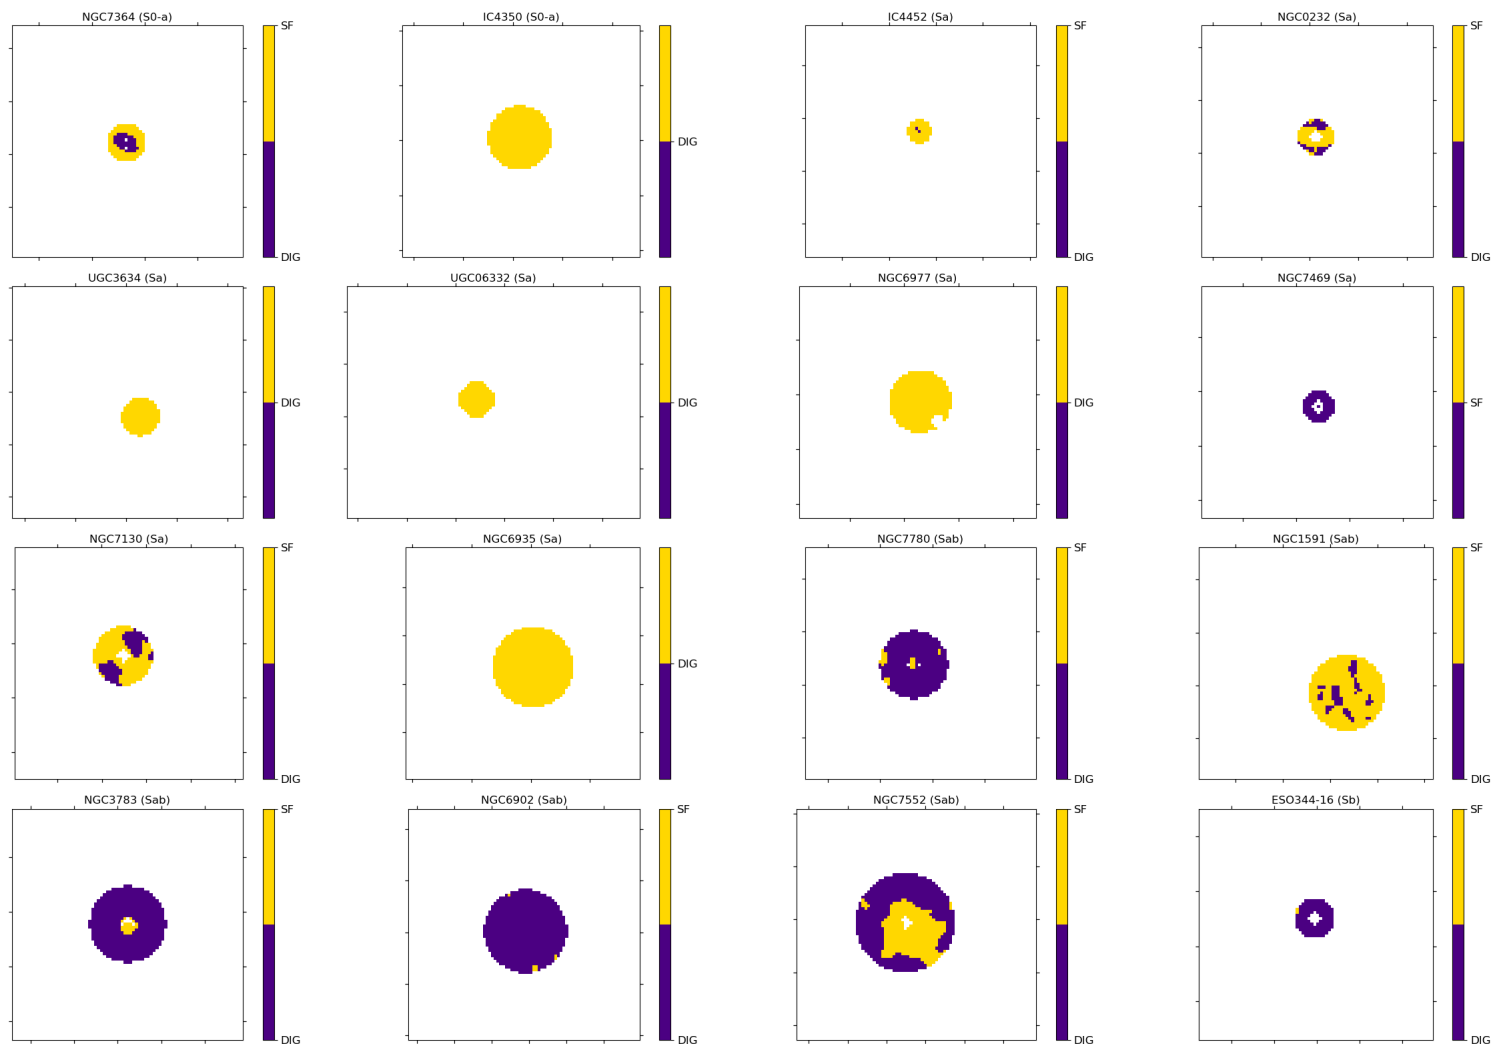 NGC7364 (S0-a)
SF
DIG
IC4350 (S0-a)
DIG
IC4452 (Sa)
SF
DIG
NGC0232 (Sa)
SF
DIG
UGC3634 (Sa)
DIG
UGC06332 (Sa)
DIG
NGC6977 (Sa)
DIG
NGC7469 (Sa)
SF
NGC7130 (Sa)
SF
DIG
NGC6935 (Sa)
DIG
NGC7780 (Sab)
SF
DIG
NGC1591 (Sab)
SF
DIG
NGC3783 (Sab)
SF
DIG
NGC6902 (Sab)
SF
DIG
NGC7552 (Sab)
SF
DIG
ESO344-16 (Sb)
SF
DIG